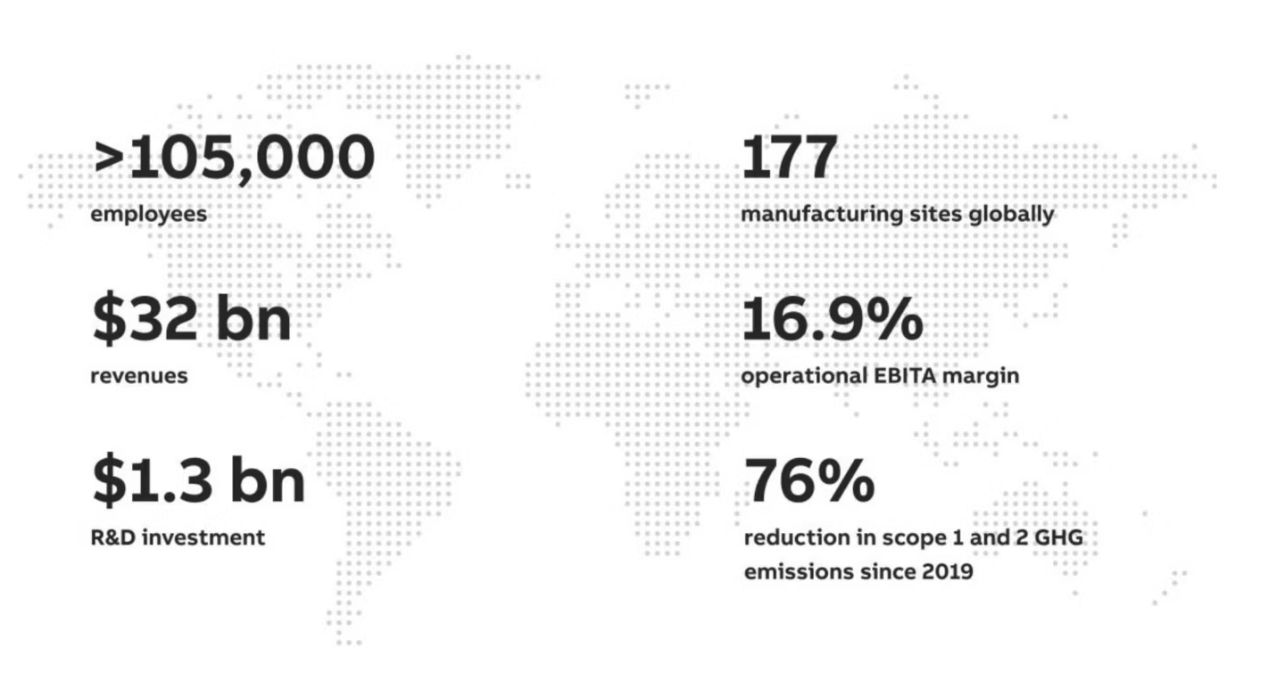 >105,000
employees
$32 bn
revenues
$1.3 bn
R&D investment
177
manufacturing sites globally
16.9%
operational EBITA margin
76%
reduction in scope 1 and 2 GHG
emissions since 2019